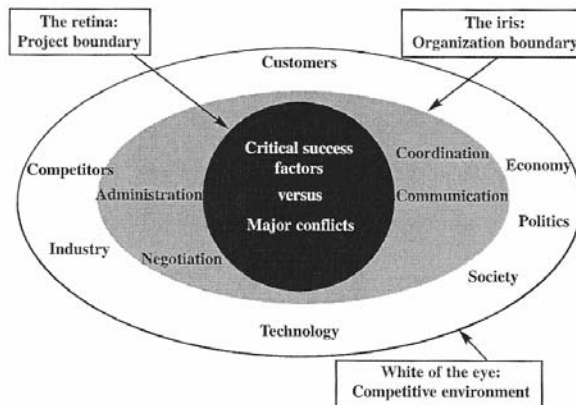 The retina:
Project boundary
The iris:
Organization boundary
Customers
Critical success
factors
versus
Major conflicts
Coordination
Competitors
Economy
Administration
Communication
Politics
Industry
Negotiation
Society
Technology
White of the eye:
Competitive environment